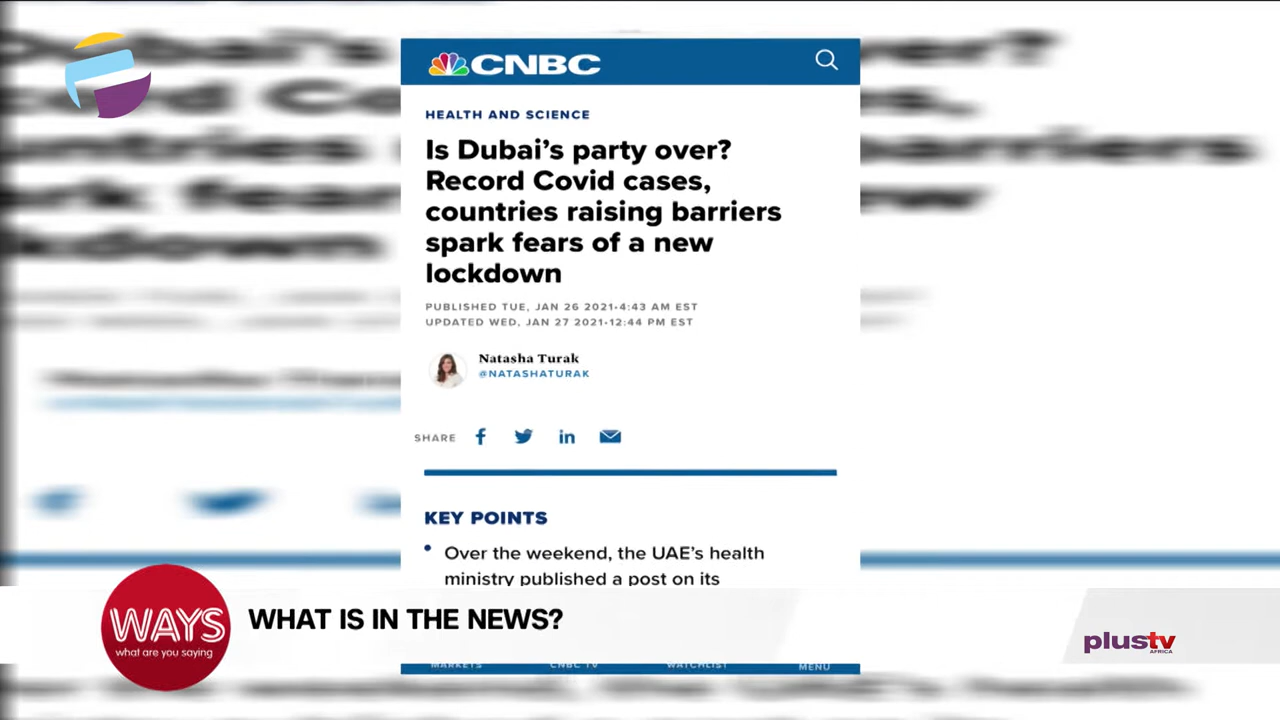 CNBC
HEALTH AND SCIENCE
Is Dubai's party over?
Record Covid cases,
countries raising barriers
spark fears of a new
lockdown
PUBLISHED TUE, JAN 26 2021•4:43 AM EST
UPDATED WED, JAN 27 2021•12:44 PM EST
Natasha Turak
@NATASHATURAK
SHARE
KEY POINTS
• Over the weekend, the UAE's health
ministry published a post on its
WAYS
what are you saying
WHAT IS IN THE NEWS?
plustv
AFRICA
MARKETS CNBC TV WATCHLIST MENU